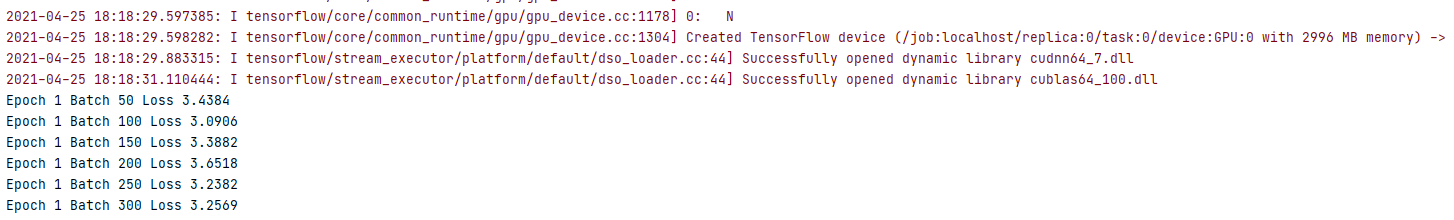 2021-04-25 18:18:29.597385: I tensorflow/core/common_runtime/gpu/gpu_device.cc:1178] 0:   N
2021-04-25 18:18:29.598282: I tensorflow/core/common_runtime/gpu/gpu_device.cc:1304] Created TensorFlow device (/job:localhost/replica:0/task:0/device:GPU:0 with 2996 MB memory) ->
2021-04-25 18:18:29.883315: I tensorflow/stream_executor/platform/default/dso_loader.cc:44] Successfully opened dynamic library cudnn64_7.dll
2021-04-25 18:18:31.110444: I tensorflow/stream_executor/platform/default/dso_loader.cc:44] Successfully opened dynamic library cublas64_100.dll
Epoch 1 Batch 50 Loss 3.4384
Epoch 1 Batch 100 Loss 3.0906
Epoch 1 Batch 150 Loss 3.3882
Epoch 1 Batch 200 Loss 3.6518
Epoch 1 Batch 250 Loss 3.2382
Epoch 1 Batch 300 Loss 3.2569